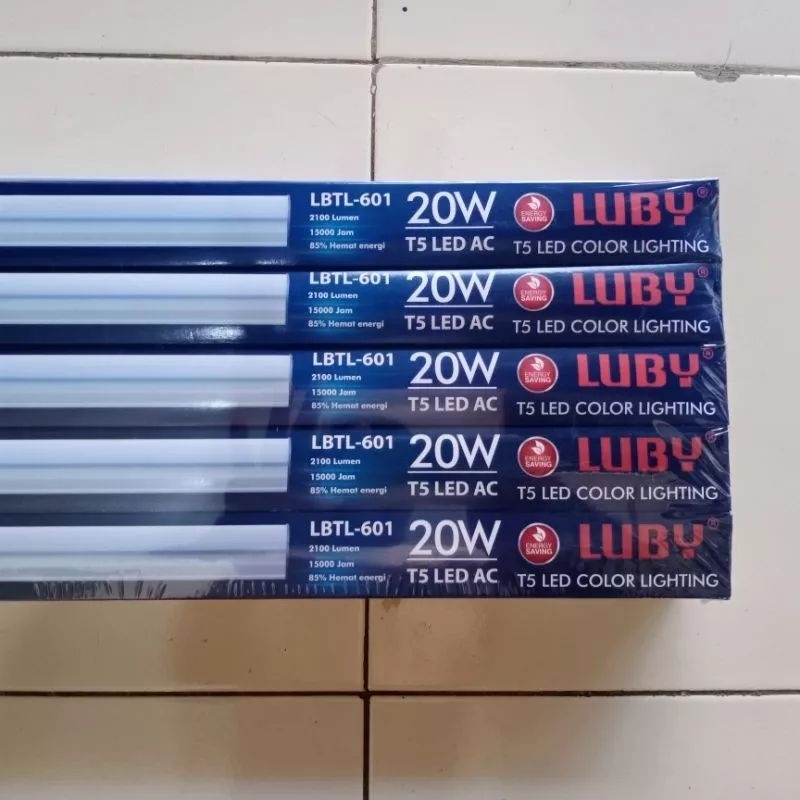 LBTL-601 20W ENERGY SAVING LUBY®
2100 Lumen
15000 Jam
85% Hemat energi T5 LED AC T5 LED COLOR LIGHTING
LBTL-601 20W ENERGY SAVING LUBY®
2100 Lumen
15000 Jam
85% Hemat energi T5 LED AC T5 LED COLOR LIGHTING
LBTL-601 20W ENERGY SAVING LUBY®
2100 Lumen
15000 Jam
85% Hemat energi T5 LED AC T5 LED COLOR LIGHTING
LBTL-601 20W ENERGY SAVING LUBY®
2100 Lumen
15000 Jam
85% Hemat energi T5 LED AC T5 LED COLOR LIGHTING
LBTL-601 20W ENERGY SAVING LUBY®
2100 Lumen
15000 Jam
85% Hemat energi T5 LED AC T5 LED COLOR LIGHTING